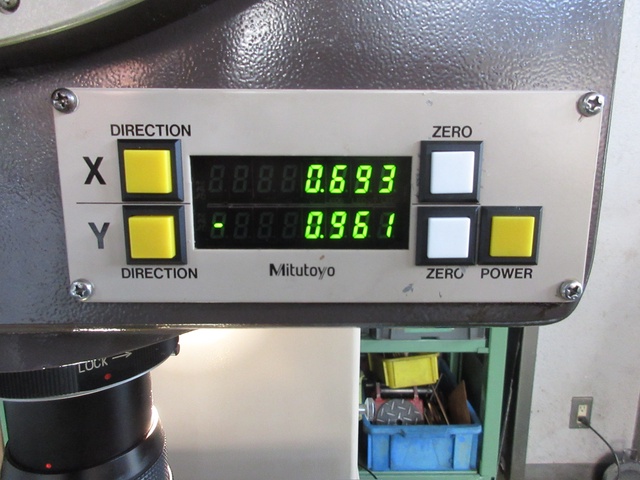 DIRECTION
ZERO
X
0.693
Y
-0.961
DIRECTION
Mitutoyo
ZERO
POWER
LOCK→